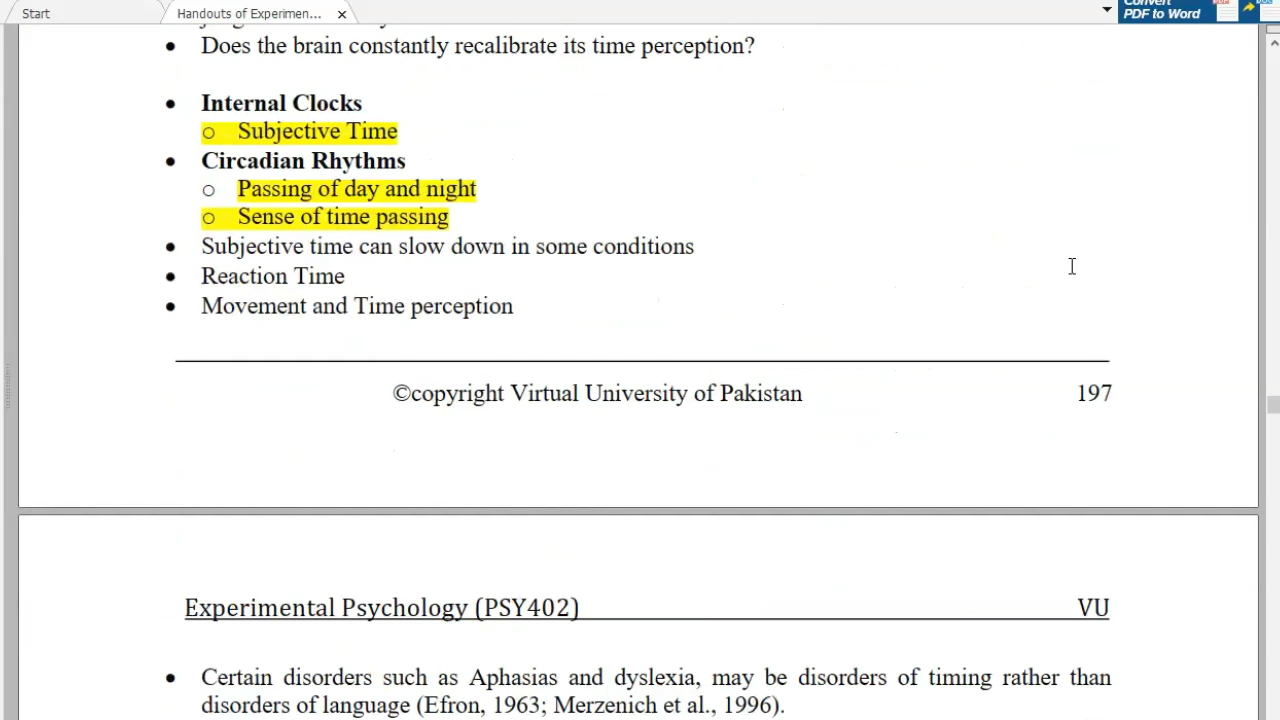 Start
Handouts of Experimen...
Convert
PDF to Word
• Does the brain constantly recalibrate its time perception?
• Internal Clocks
○ Subjective Time
• Circadian Rhythms
○ Passing of day and night
○ Sense of time passing
• Subjective time can slow down in some conditions
• Reaction Time
• Movement and Time perception
©copyright Virtual University of Pakistan 197
Experimental Psychology (PSY402) VU
• Certain disorders such as Aphasias and dyslexia, may be disorders of timing rather than
disorders of language (Efron, 1963; Merzenich et al., 1996).